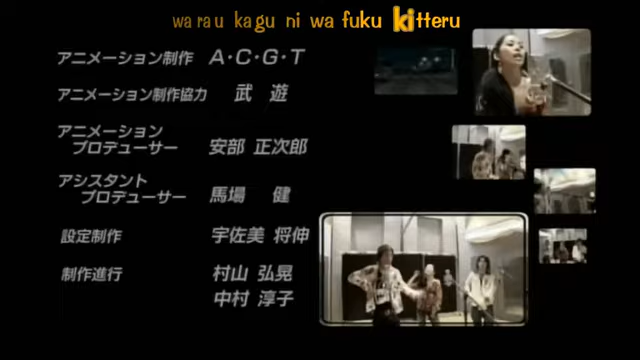 wa ra u ka gu ni wa fuku kitteru
アニメーション制作 A・C・G・T
アニメーション制作協力 武 遊
アニメーション
プロデューサー 安部 正次郎
アシスタント
プロデューサー 馬場 健
設定制作 宇佐美 将伸
制作進行 村山 弘晃
中村 淳子